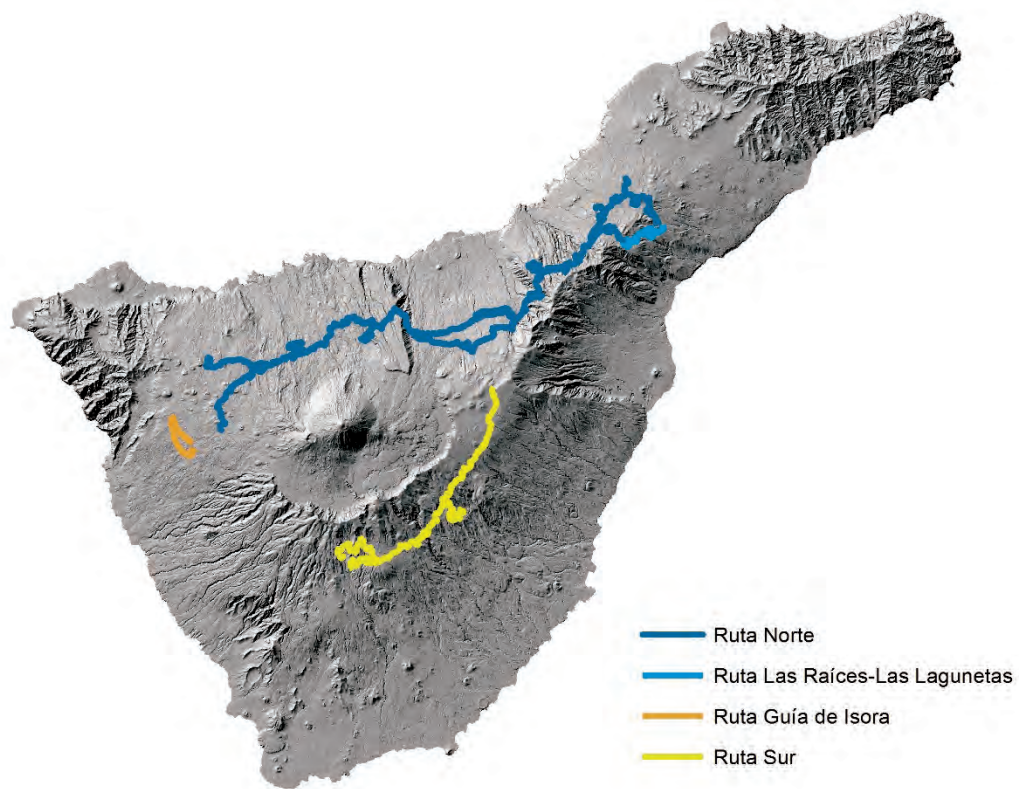 Ruta Norte
Ruta Las Raíces-Las Lagunetas
Ruta Guía de Isora
Ruta Sur